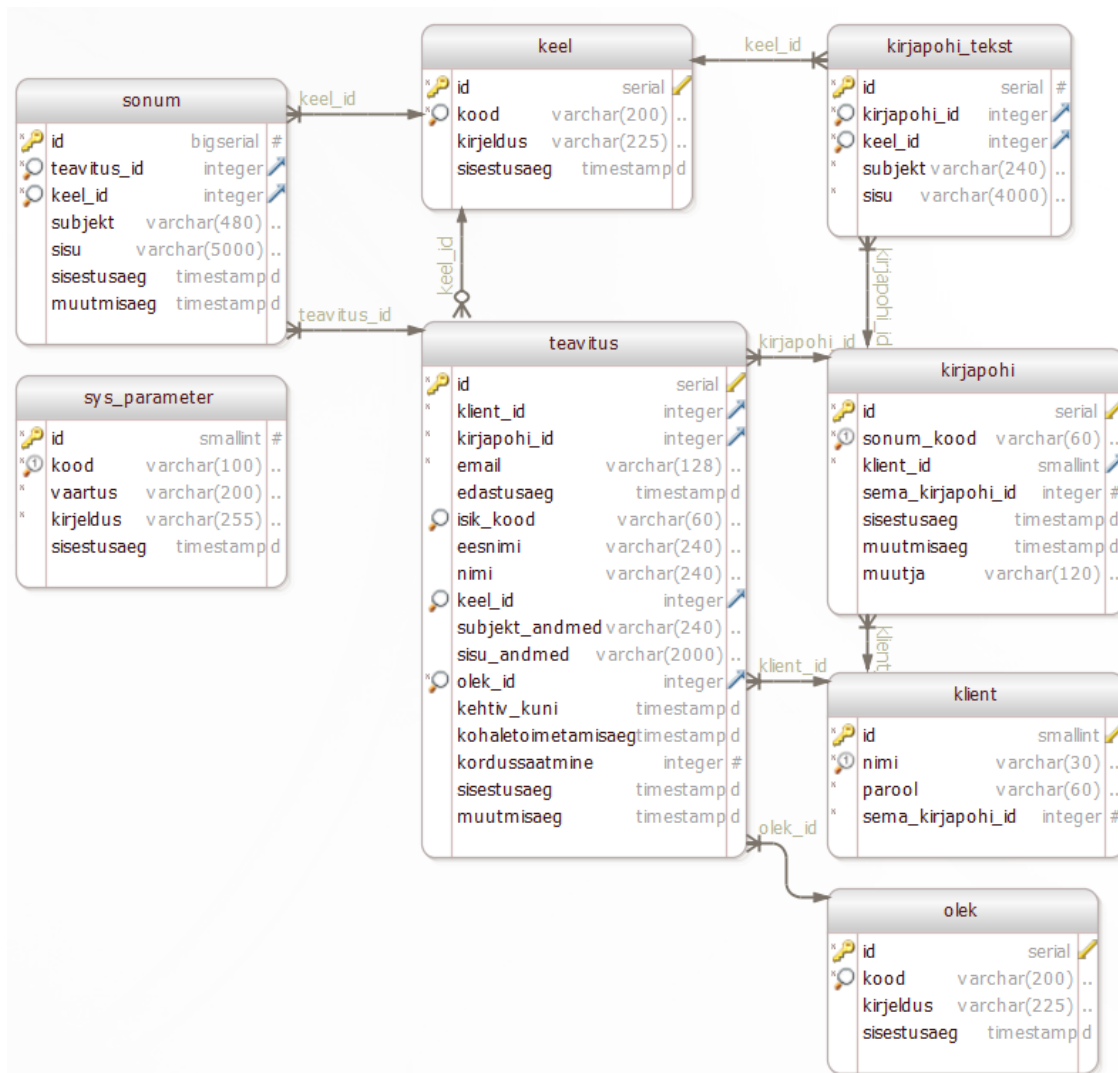 keel
id serial
kood varchar(200) ..
kirjeldus varchar(225) ..
sisestusaeg timestamp d
kirjapohi_tekst
id serial #
kirjapohi_id integer
keel_id integer
subjekt varchar(240) ..
sisu varchar(4000) ..
sonum
id bigserial #
teavitus_id integer
keel_id integer
subjekt varchar(480) ..
sisu varchar(5000) ..
sisestusaeg timestamp d
muutmisaeg timestamp d
keel_id
keel_id
keel_id
teavitus_id
kirjapohi_id
kirjapohi_id
teavitus
id serial
klient_id integer
kirjapohi_id integer
email varchar(128) ..
edastusaeg timestamp d
isik_kood varchar(60) ..
eesnimi varchar(240) ..
nimi varchar(240) ..
keel_id integer
subjekt_andmed varchar(240) ..
sisu_andmed varchar(2000) ..
olek_id integer
kehtiv_kuni timestamp d
kohaletoimetamisaeg timestamp d
kordussaatmine integer #
sisestusaeg timestamp d
muutmisaeg timestamp d
kirjapohi
id serial
sonum_kood varchar(60) ..
klient_id smallint
sema_kirjapohi_id integer #
sisestusaeg timestamp d
muutmisaeg timestamp d
muutja varchar(120) ..
sys_parameter
id smallint #
kood varchar(100) ..
vaartus varchar(200) ..
kirjeldus varchar(255) ..
sisestusaeg timestamp d
klient_id
klient
klient
id smallint
nimi varchar(30) ..
parool varchar(60) ..
sema_kirjapohi_id integer #
olek_id
olek
id serial
kood varchar(200) ..
kirjeldus varchar(225) ..
sisestusaeg timestamp d